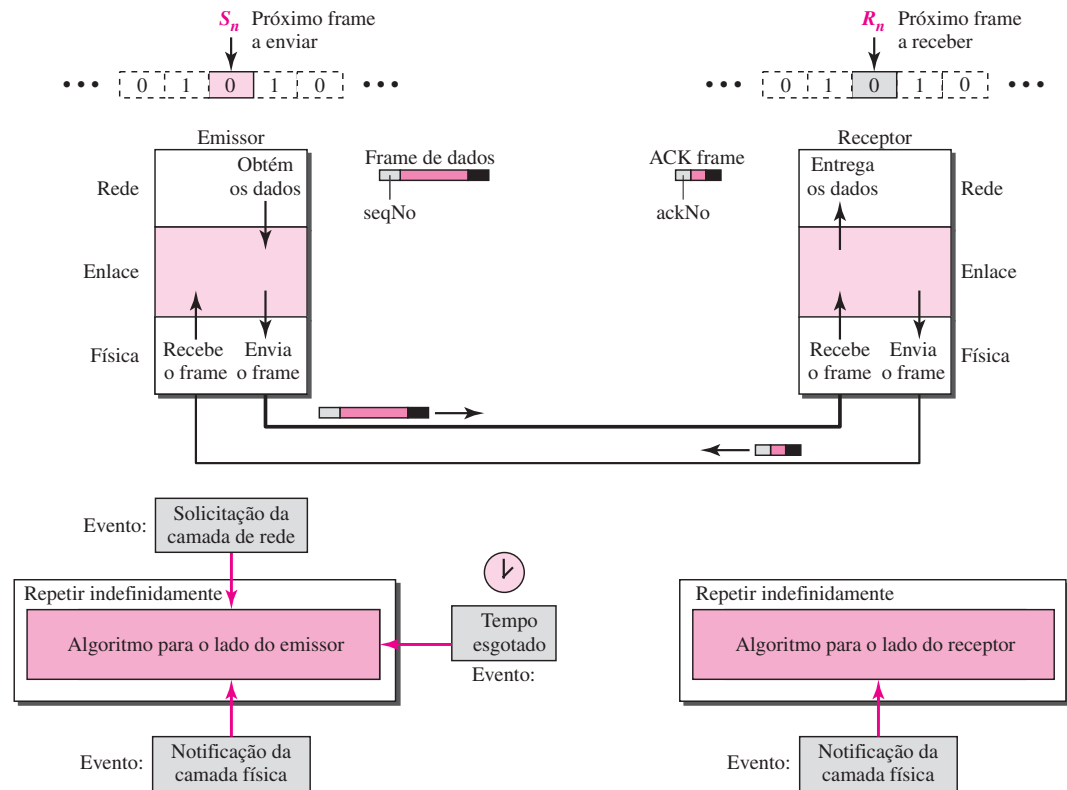 Sn Próximo frame
a enviar
Rn Próximo frame
a receber
••• 0 1 0 1 0 •••
••• 0 1 0 1 0 •••
Emissor
Receptor
Rede
Obtém
os dados
Frame de dados
seqNo
ACK frame
ackNo
Entrega
os dados
Rede
Enlace
Enlace
Física
Recebe
o frame
Envia
o frame
Recebe
o frame
Envia
o frame
Física
Evento:
Solicitação da
camada de rede
Repetir indefinidamente
Algoritmo para o lado do emissor
Tempo
esgotado
Evento:
Repetir indefinidamente
Algoritmo para o lado do receptor
Evento:
Notificação da
camada física
Evento:
Notificação da
camada física